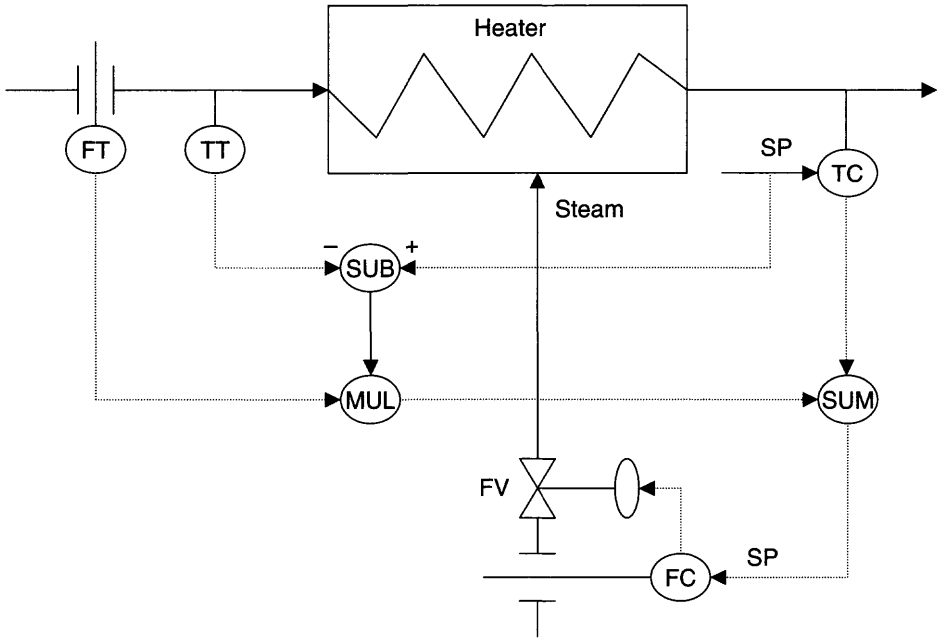 Heater
FT
TT
SP
TC
Steam
– SUB +
MUL
SUM
FV
FC
SP